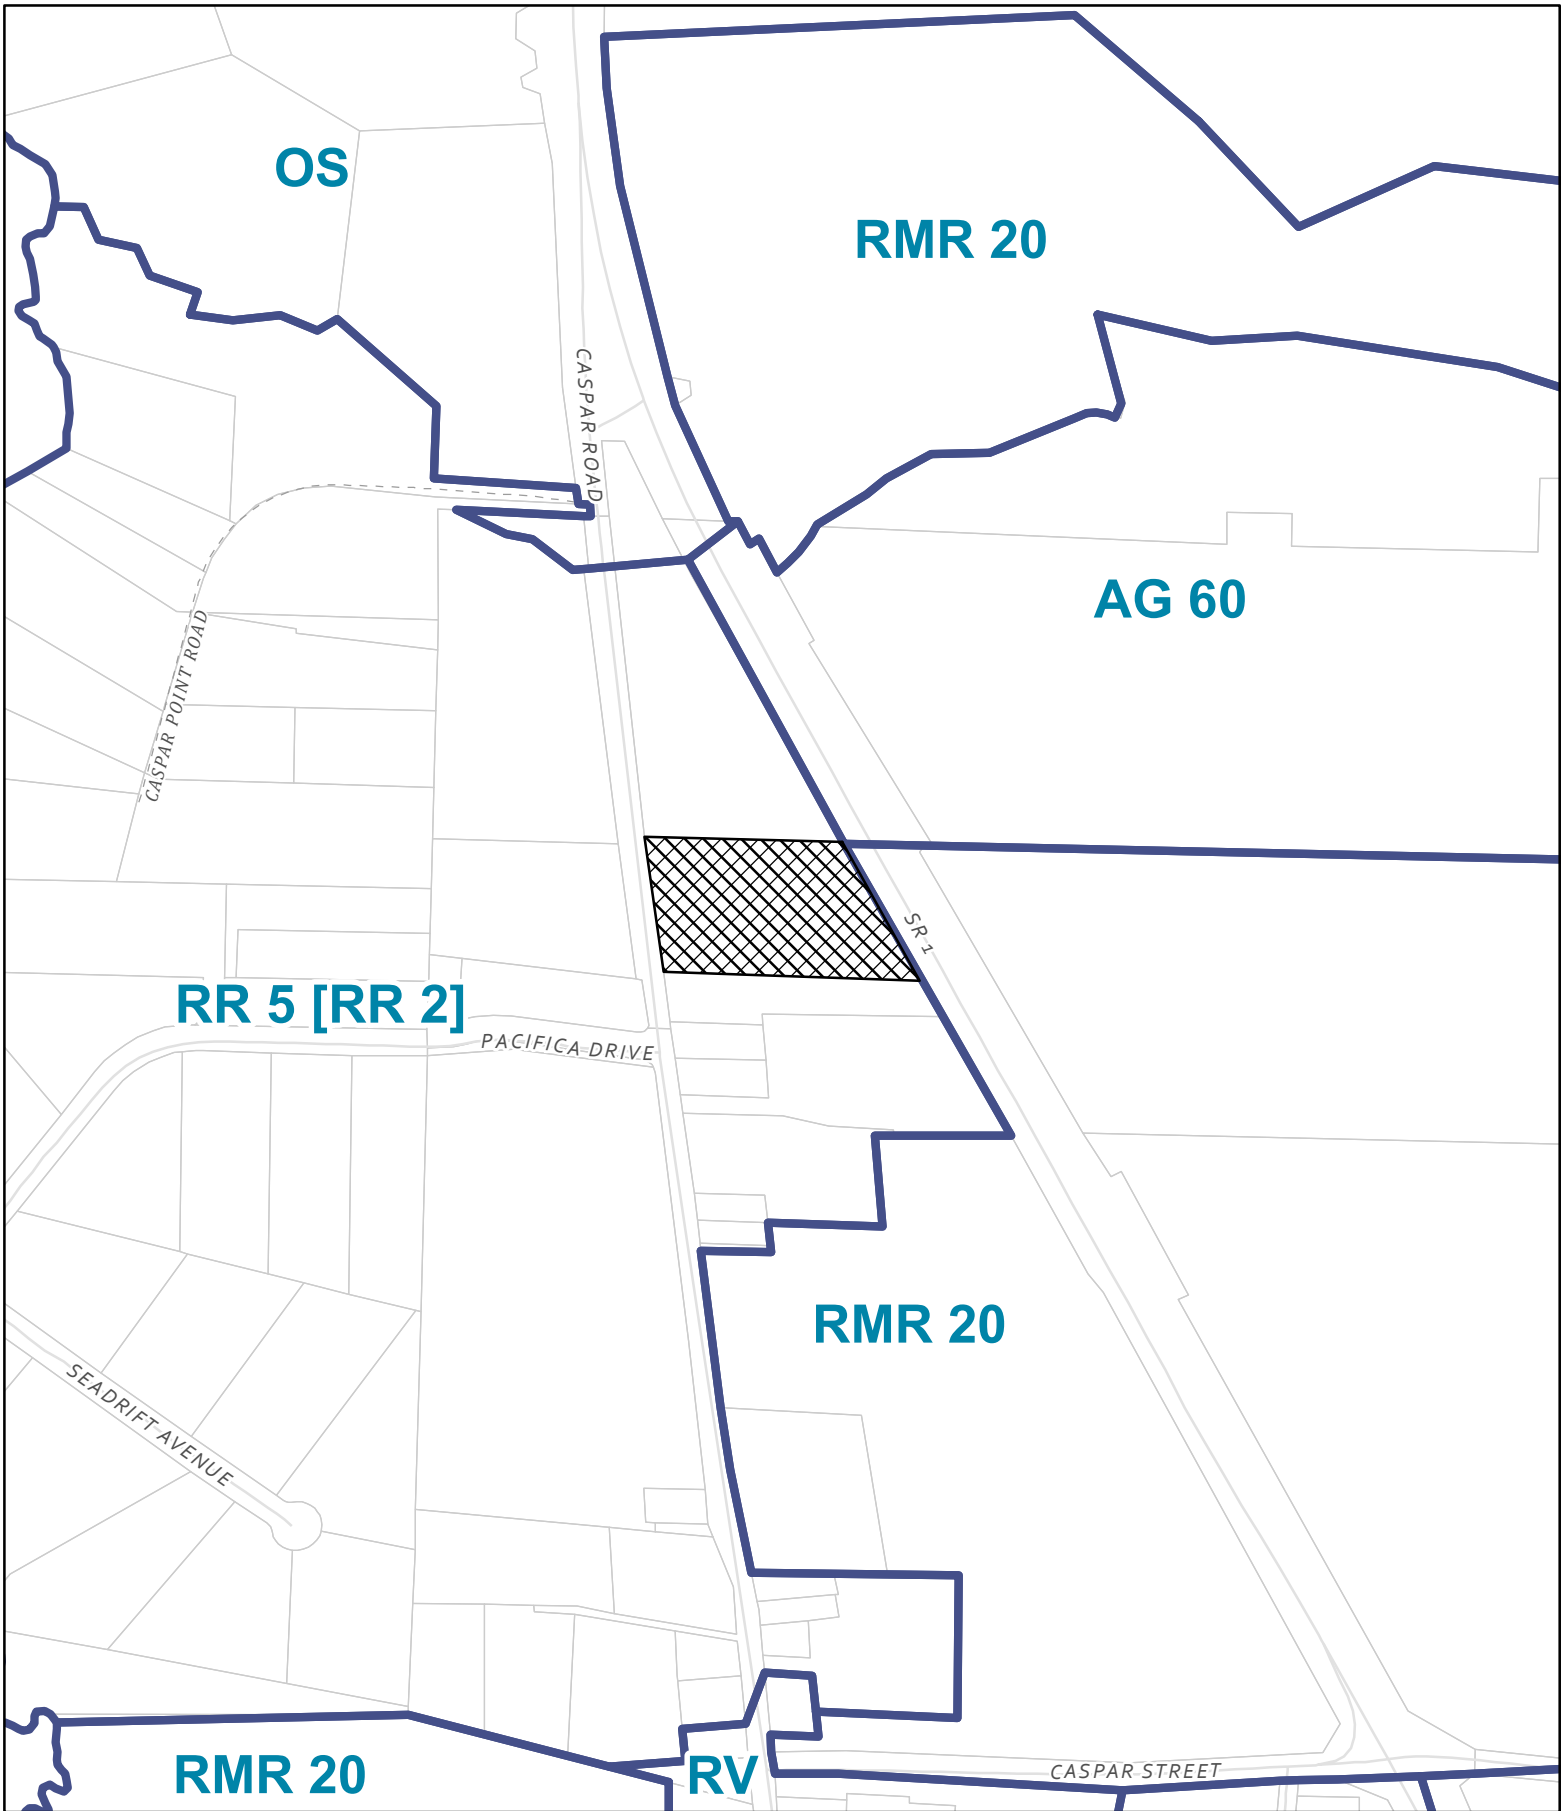 OS
RMR 20
CASPAR ROAD
AG 60
CASPAR POINT ROAD
SR 1
RR 5 [RR 2]
PACIFICA DRIVE
RMR 20
SEADRIFT AVENUE
RMR 20
RV
CASPAR STREET